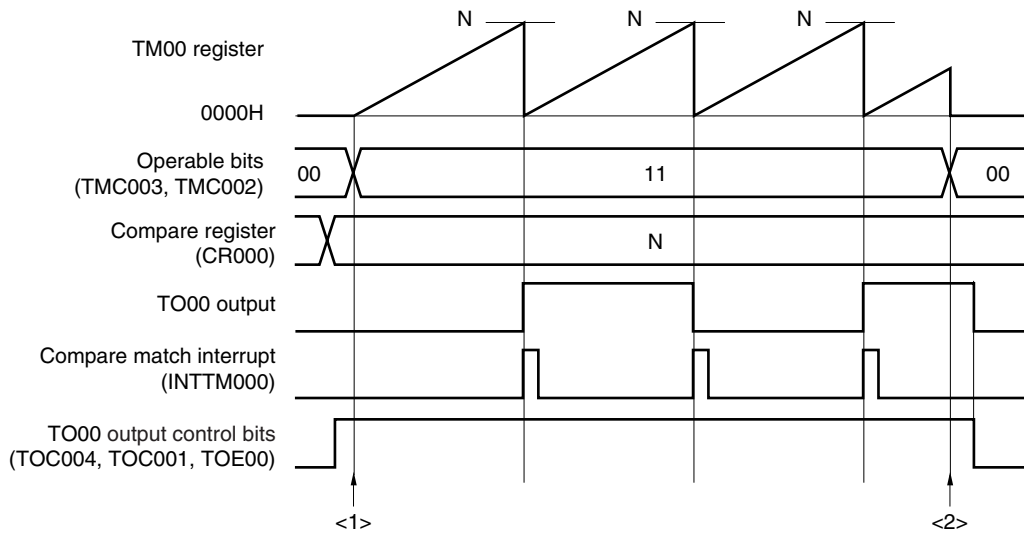 N N N
TM00 register
0000H
Operable bits
(TMC003, TMC002)
00 11 00
Compare register
(CR000)
N
TO00 output
Compare match interrupt
(INTTM000)
TO00 output control bits
(TOC004, TOC001, TOE00)
<1> <2>